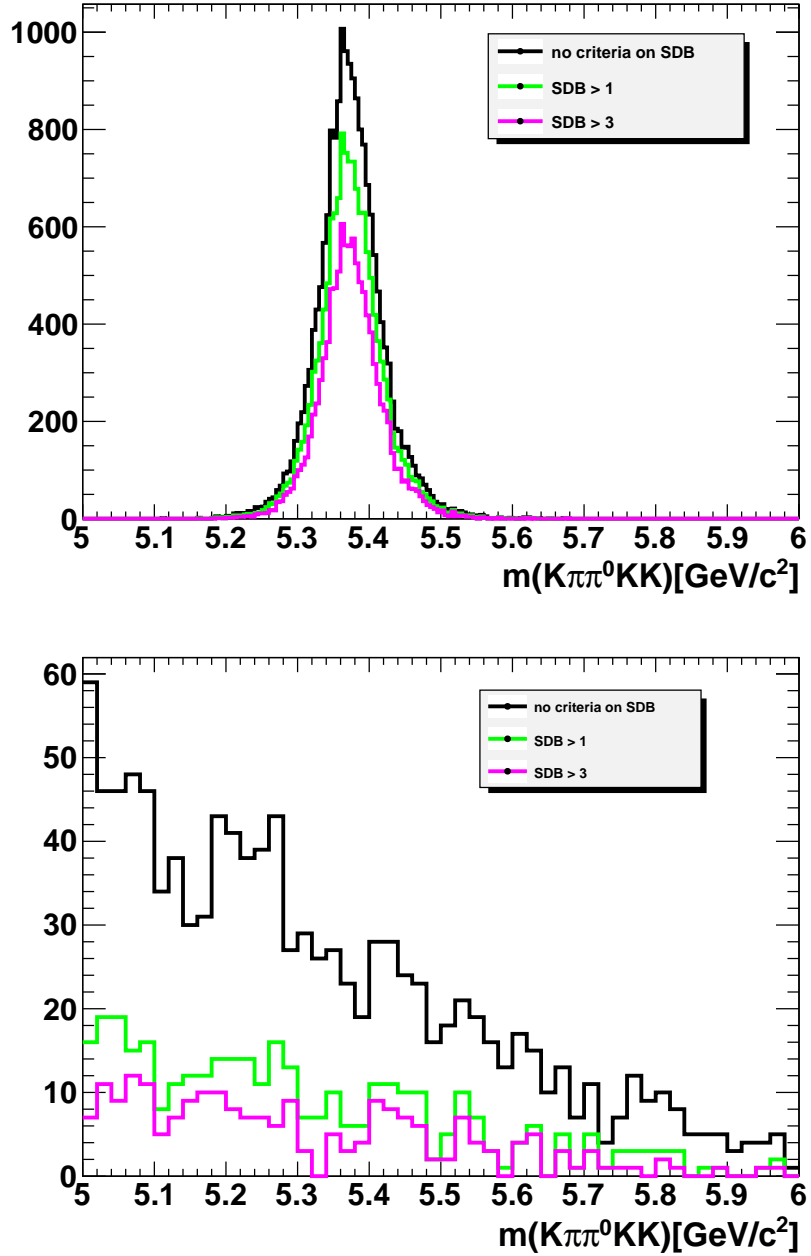 1000
800
600
400
200
0
no criteria on SDB
SDB > 1
SDB > 3
5 5.1 5.2 5.3 5.4 5.5 5.6 5.7 5.8 5.9 6
m(Kππ⁰KK)[GeV/c²]
60
50
40
30
20
10
0
no criteria on SDB
SDB > 1
SDB > 3
5 5.1 5.2 5.3 5.4 5.5 5.6 5.7 5.8 5.9 6
m(Kππ⁰KK)[GeV/c²]